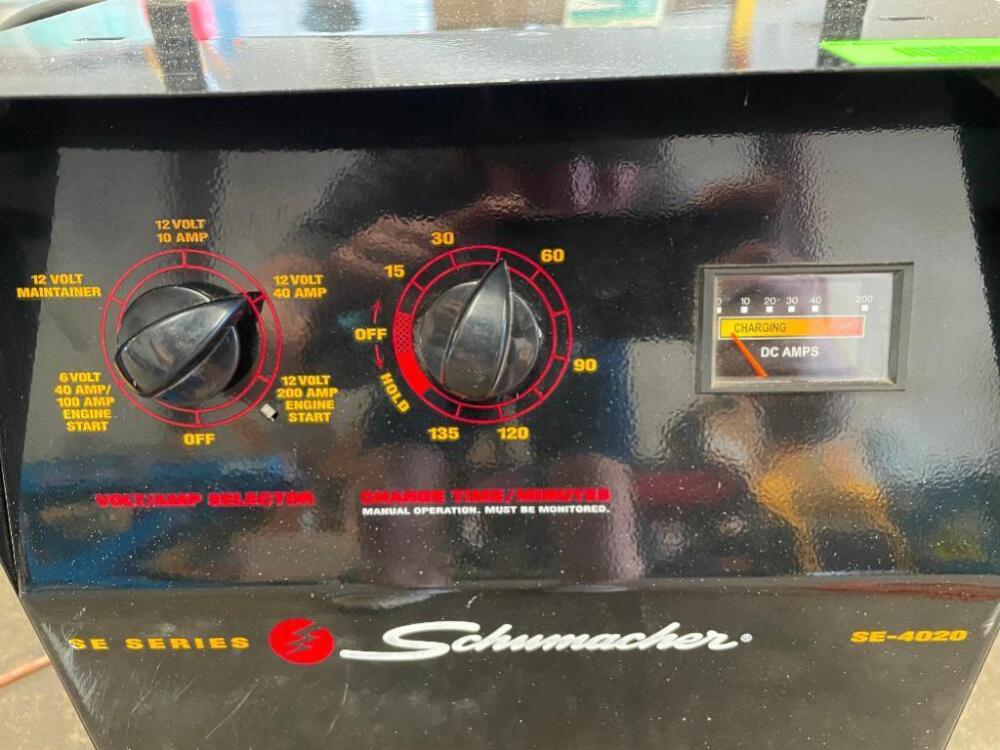 12 VOLT
10 AMP
12 VOLT
MAINTAINER
12 VOLT
40 AMP
6 VOLT
40 AMP/
100 AMP
ENGINE
START
12 VOLT
200 AMP
ENGINE
START
OFF
VOLT/AMP SELECTOR
30
60
15
OFF
HOLD
90
135
120
CHARGE TIME/MINUTES
MANUAL OPERATION. MUST BE MONITORED.
0 10 20 30 40 200
CHARGING
DC AMPS
SE SERIES
Schumacher®
SE-4020